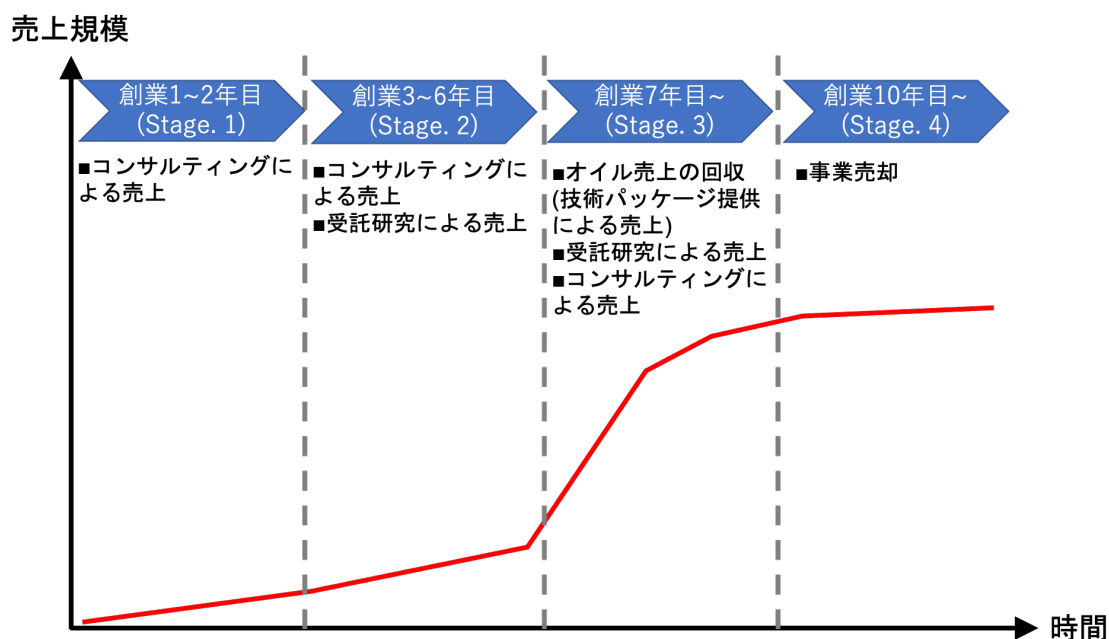 売上規模
創業1~2年目
(Stage. 1)
創業3~6年目
(Stage. 2)
創業7年目~
(Stage. 3)
創業10年目~
(Stage. 4)
■コンサルティングに
よる売上
■コンサルティングに
よる売上
■受託研究による売上
■オイル売上の回収
(技術パッケージ提供
による売上)
■受託研究による売上
■コンサルティングに
よる売上
■事業売却
時間